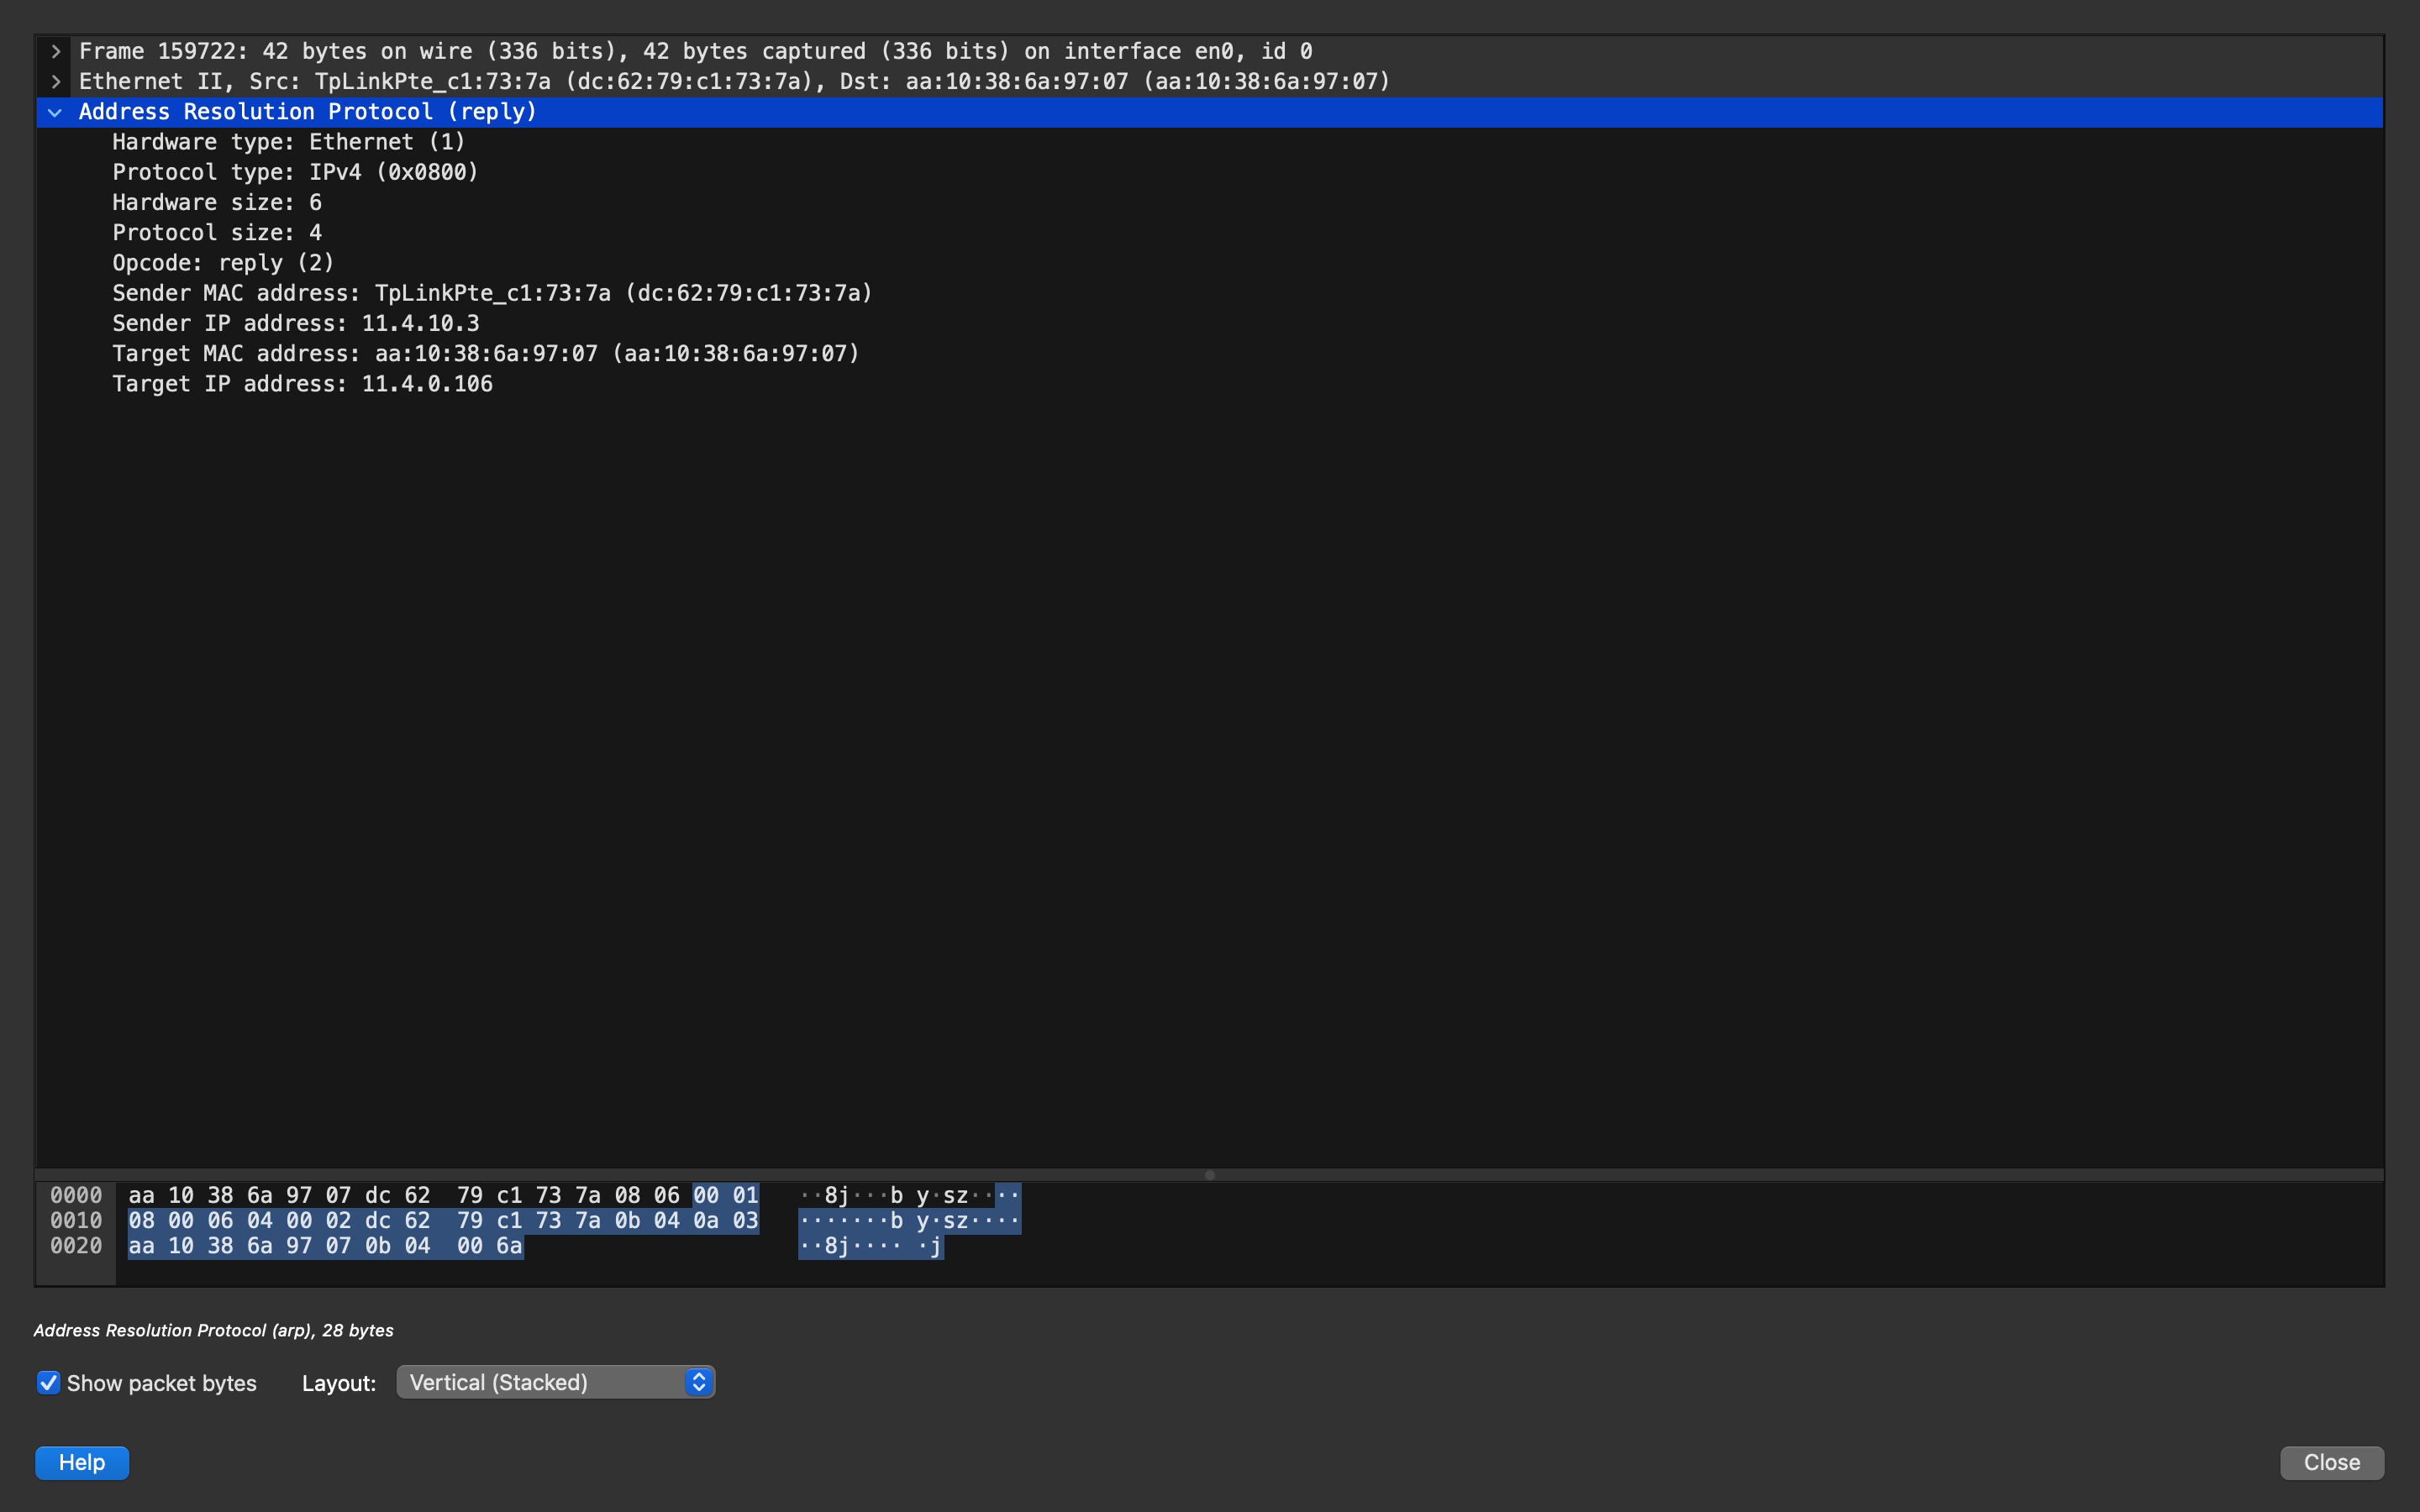 Frame 159722: 42 bytes on wire (336 bits), 42 bytes captured (336 bits) on interface en0, id 0
Ethernet II, Src: TpLinkPte_c1:73:7a (dc:62:79:c1:73:7a), Dst: aa:10:38:6a:97:07 (aa:10:38:6a:97:07)
Address Resolution Protocol (reply)
Hardware type: Ethernet (1)
Protocol type: IPv4 (0x0800)
Hardware size: 6
Protocol size: 4
Opcode: reply (2)
Sender MAC address: TpLinkPte_c1:73:7a (dc:62:79:c1:73:7a)
Sender IP address: 11.4.10.3
Target MAC address: aa:10:38:6a:97:07 (aa:10:38:6a:97:07)
Target IP address: 11.4.0.106
0000 aa 10 38 6a 97 07 dc 62 79 c1 73 7a 08 06 00 01 ··8j···b y·sz····
0010 08 00 06 04 00 02 dc 62 79 c1 73 7a 0b 04 0a 03 ·······b y·sz····
0020 aa 10 38 6a 97 07 0b 04 00 6a ··8j···· ·j
Address Resolution Protocol (arp), 28 bytes
Show packet bytes Layout: Vertical (Stacked)
Help Close